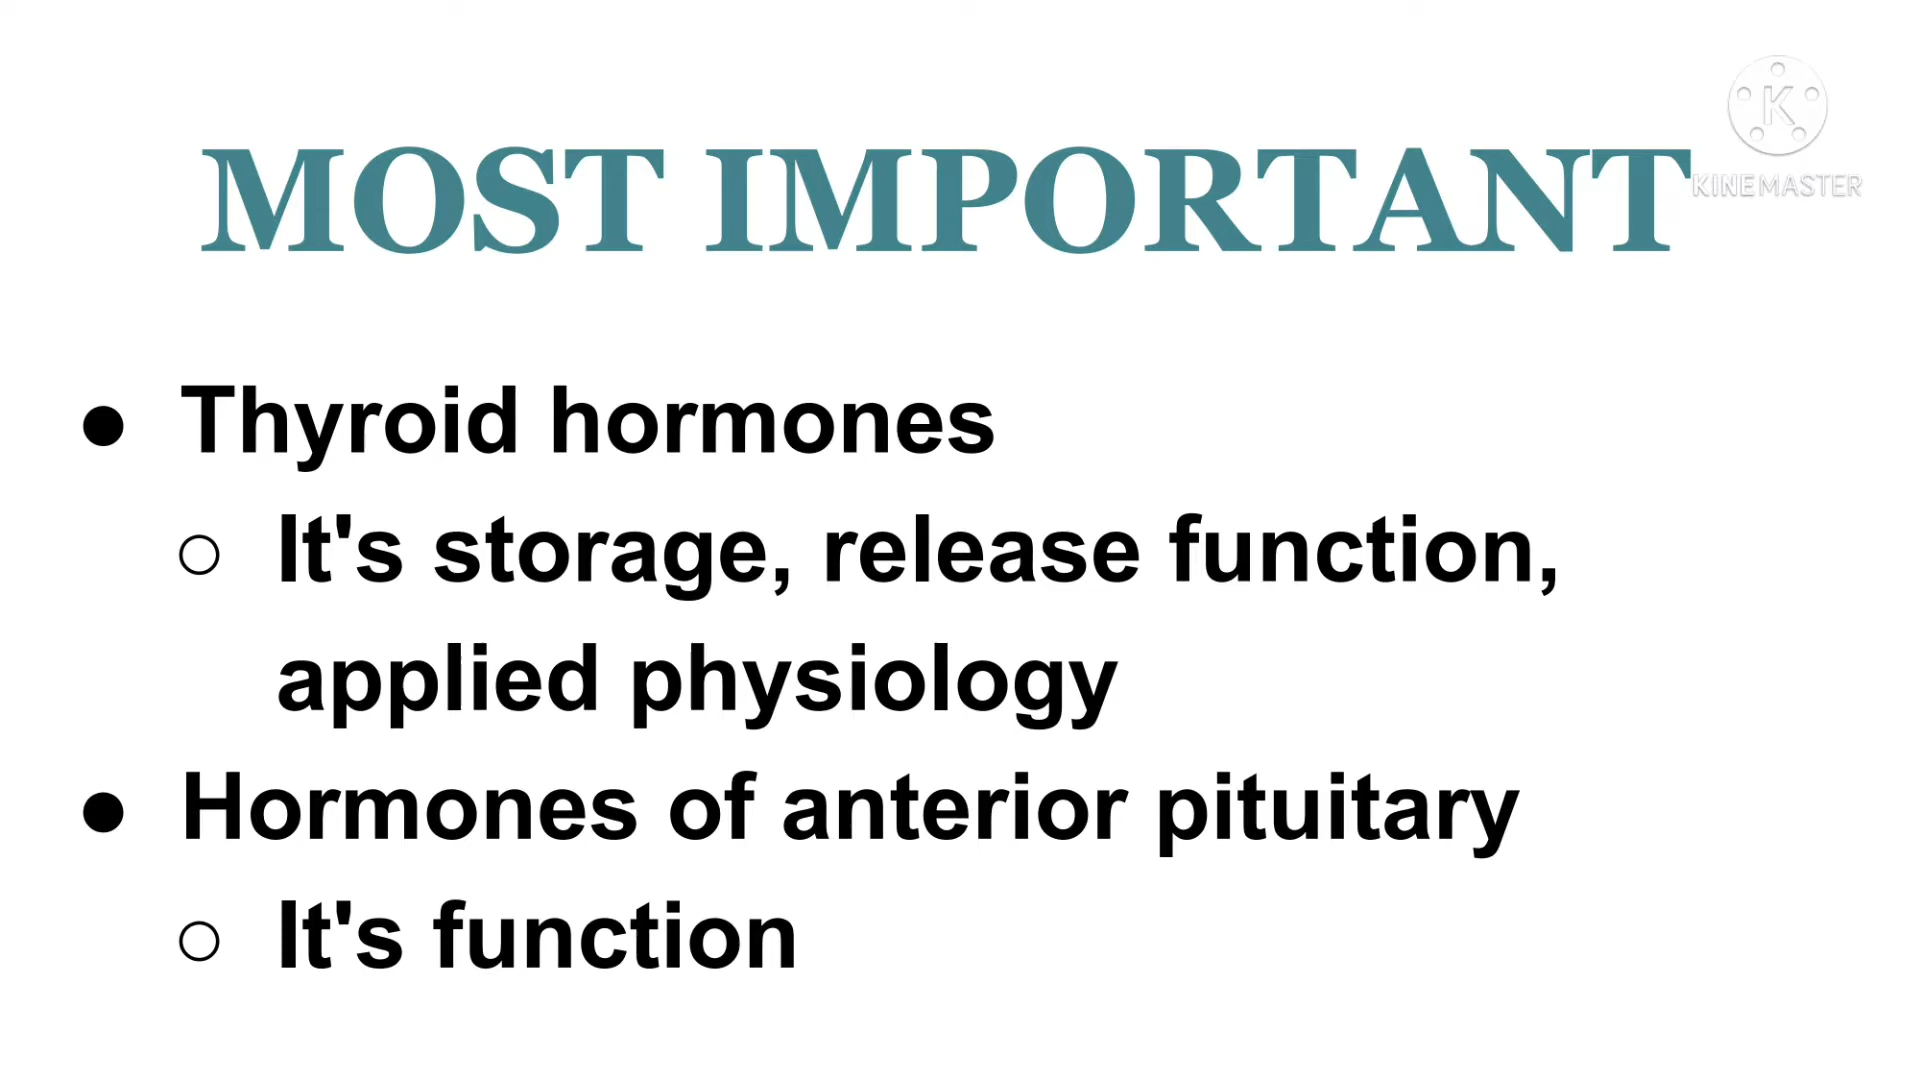 MOST IMPORTANT
K
KINEMASTER
● Thyroid hormones
○ It's storage, release function,
applied physiology
● Hormones of anterior pituitary
○ It's function